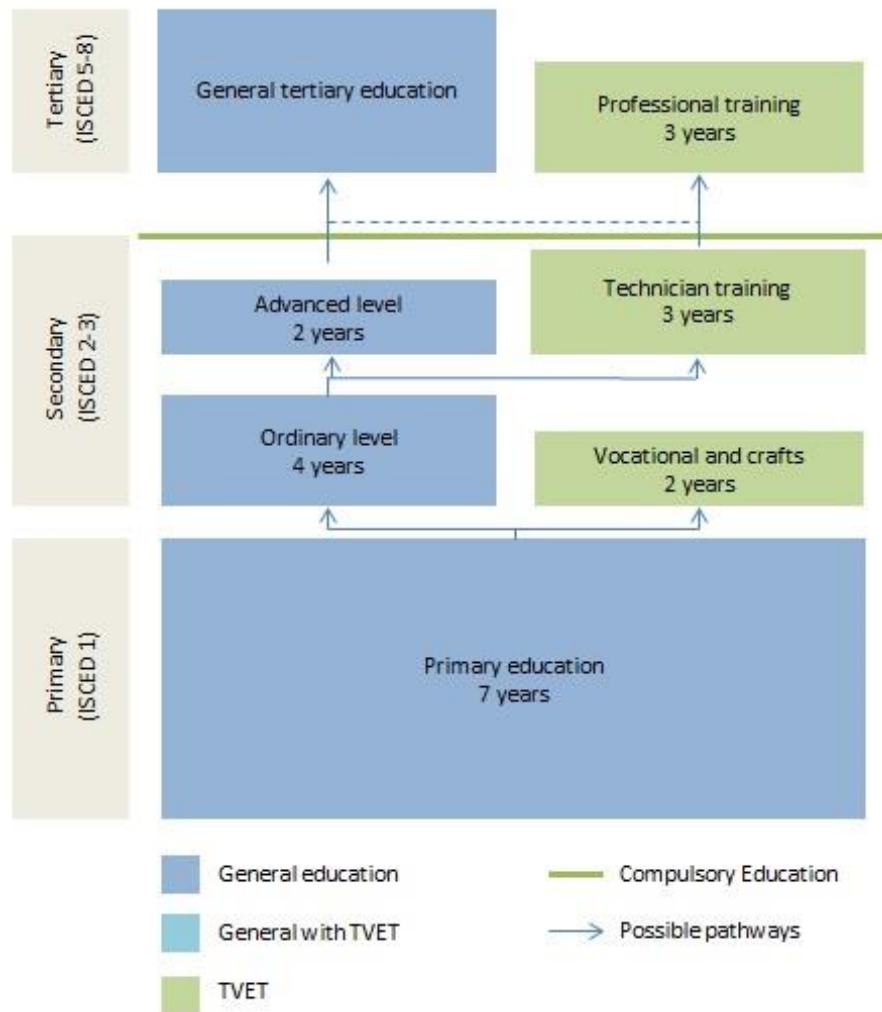 Tertiary
(ISCED 5-8)
General tertiary education
Professional training
3 years
Secondary
(ISCED 2-3)
Advanced level
2 years
Technician training
3 years
Ordinary level
4 years
Vocational and crafts
2 years
Primary
(ISCED 1)
Primary education
7 years
General education
Compulsory Education
General with TVET
Possible pathways
TVET